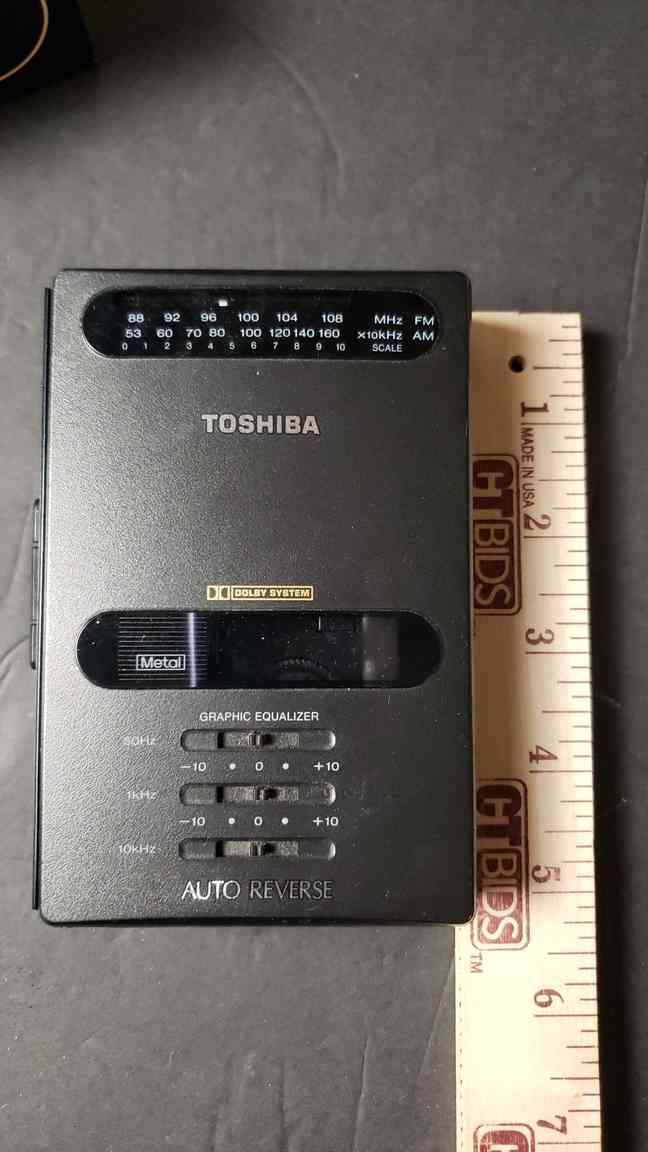 88 92 96 100 104 108 MHz FM
53 60 70 80 100 120 140 160 ×10kHz AM
0 1 2 3 4 5 6 7 8 9 10 SCALE
TOSHIBA
DOLBY SYSTEM
Metal
GRAPHIC EQUALIZER
60Hz
−10 • 0 • +10
1kHz
−10 • 0 • +10
10kHz
AUTO REVERSE
1
MADE IN USA
2
CTBIDS
3
4
CTBIDS
TM
5
6
7